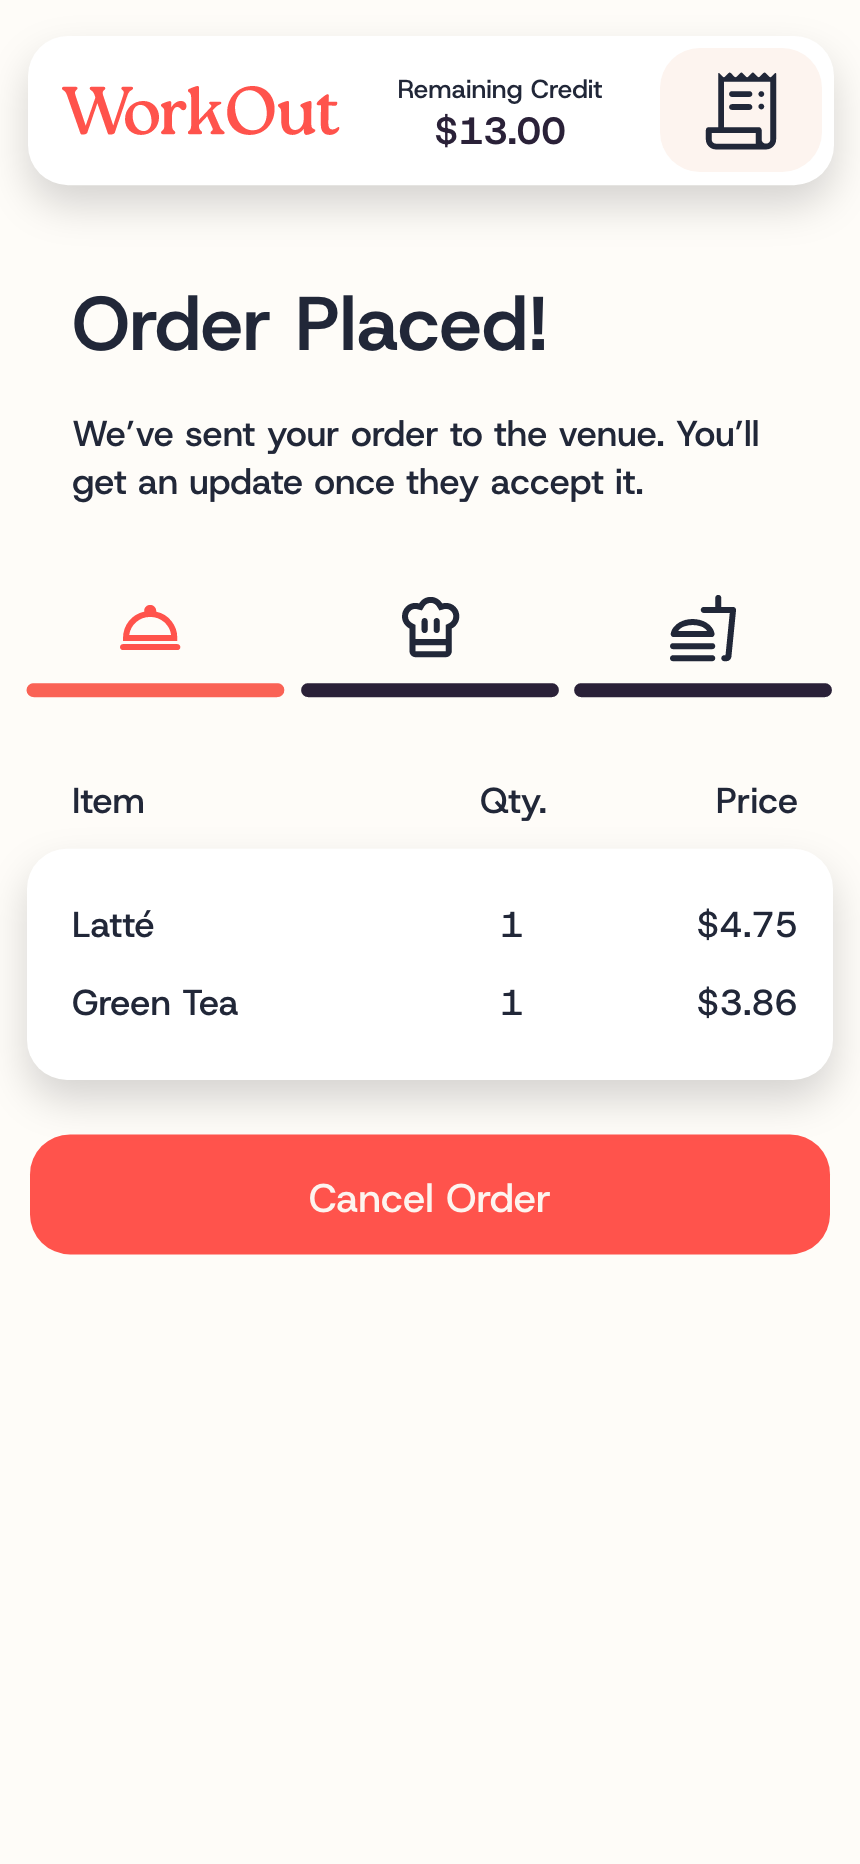 WorkOut
Remaining Credit
$13.00
Order Placed!
We’ve sent your order to the venue. You’ll
get an update once they accept it.
Item Qty. Price
Latté 1 $4.75
Green Tea 1 $3.86
Cancel Order